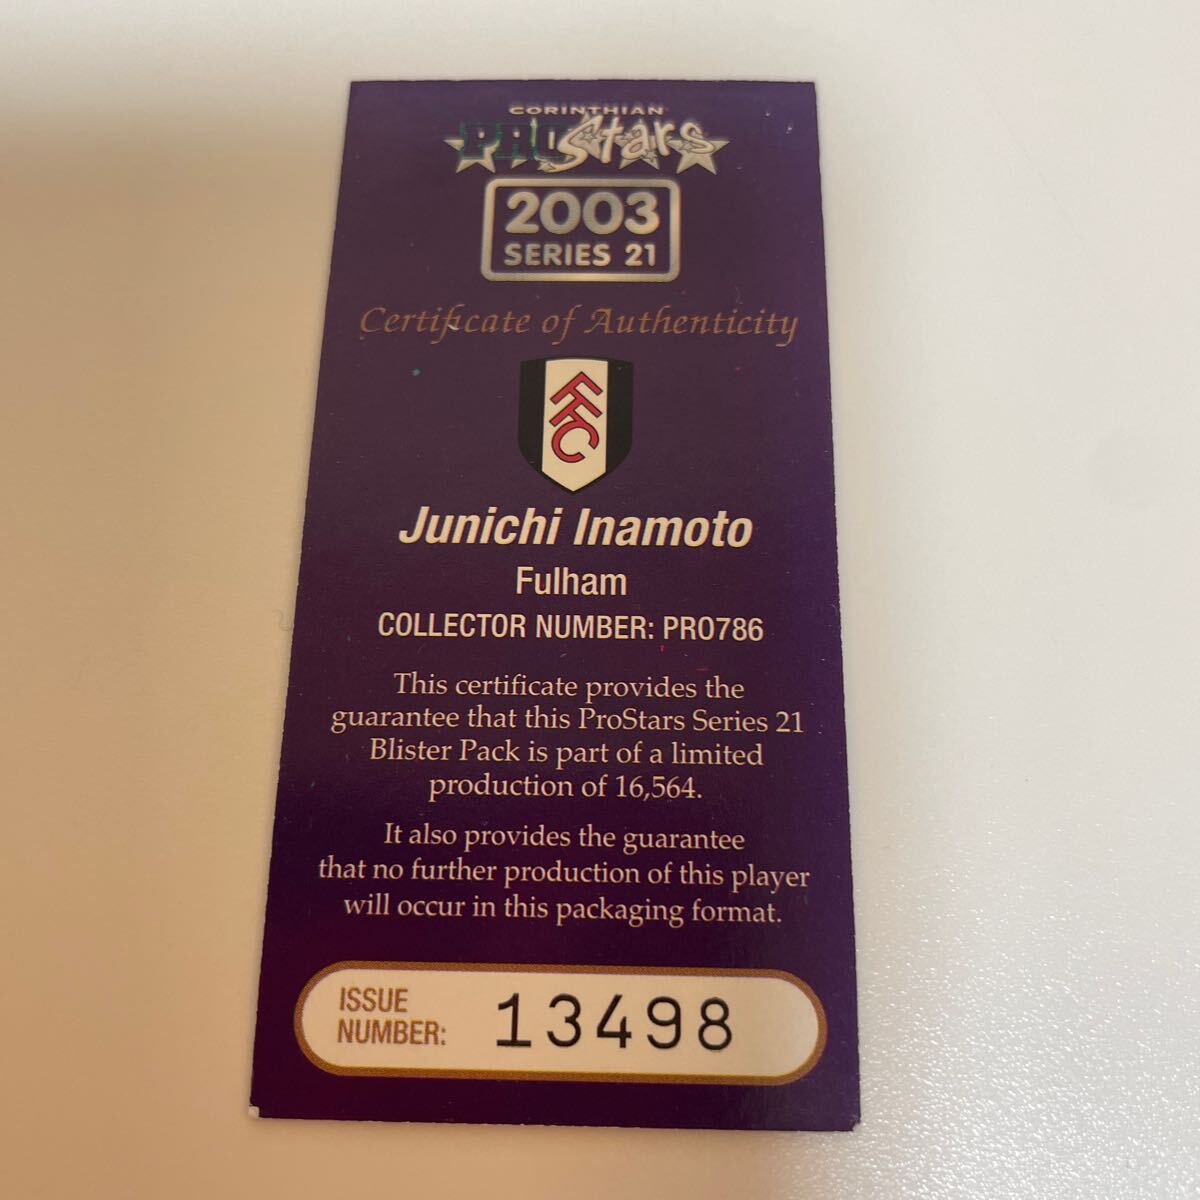 CORINTHIAN
PROStars
2003
SERIES 21
Certificate of Authenticity
FFC
Junichi Inamoto
Fulham
COLLECTOR NUMBER: PRO786
This certificate provides the
guarantee that this ProStars Series 21
Blister Pack is part of a limited
production of 16,564.
It also provides the guarantee
that no further production of this player
will occur in this packaging format.
ISSUE
NUMBER:
13498